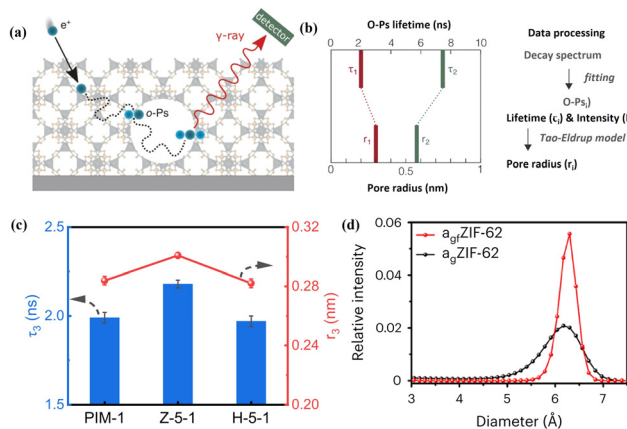 (a)
e⁺
γ-ray
detector
o-Ps
(b)
O-Ps lifetime (ns)
0 2 4 6 8 10
τ₁
τ₂
r₁
r₂
0 0.5 1
Pore radius (nm)
Data processing
Decay spectrum
fitting
O-Psᵢ)
Lifetime (τᵢ) & Intensity (I
Tao-Eldrup model
Pore radius (rᵢ)
(c)
τ₃ (ns)
2.5
2.0
1.5
r₃ (nm)
0.32
0.28
0.24
0.20
PIM-1 Z-5-1 H-5-1
(d)
Relative intensity
0.06
0.04
0.02
0
a_gfZIF-62
a_gZIF-62
3 4 5 6 7
Diameter (Å)